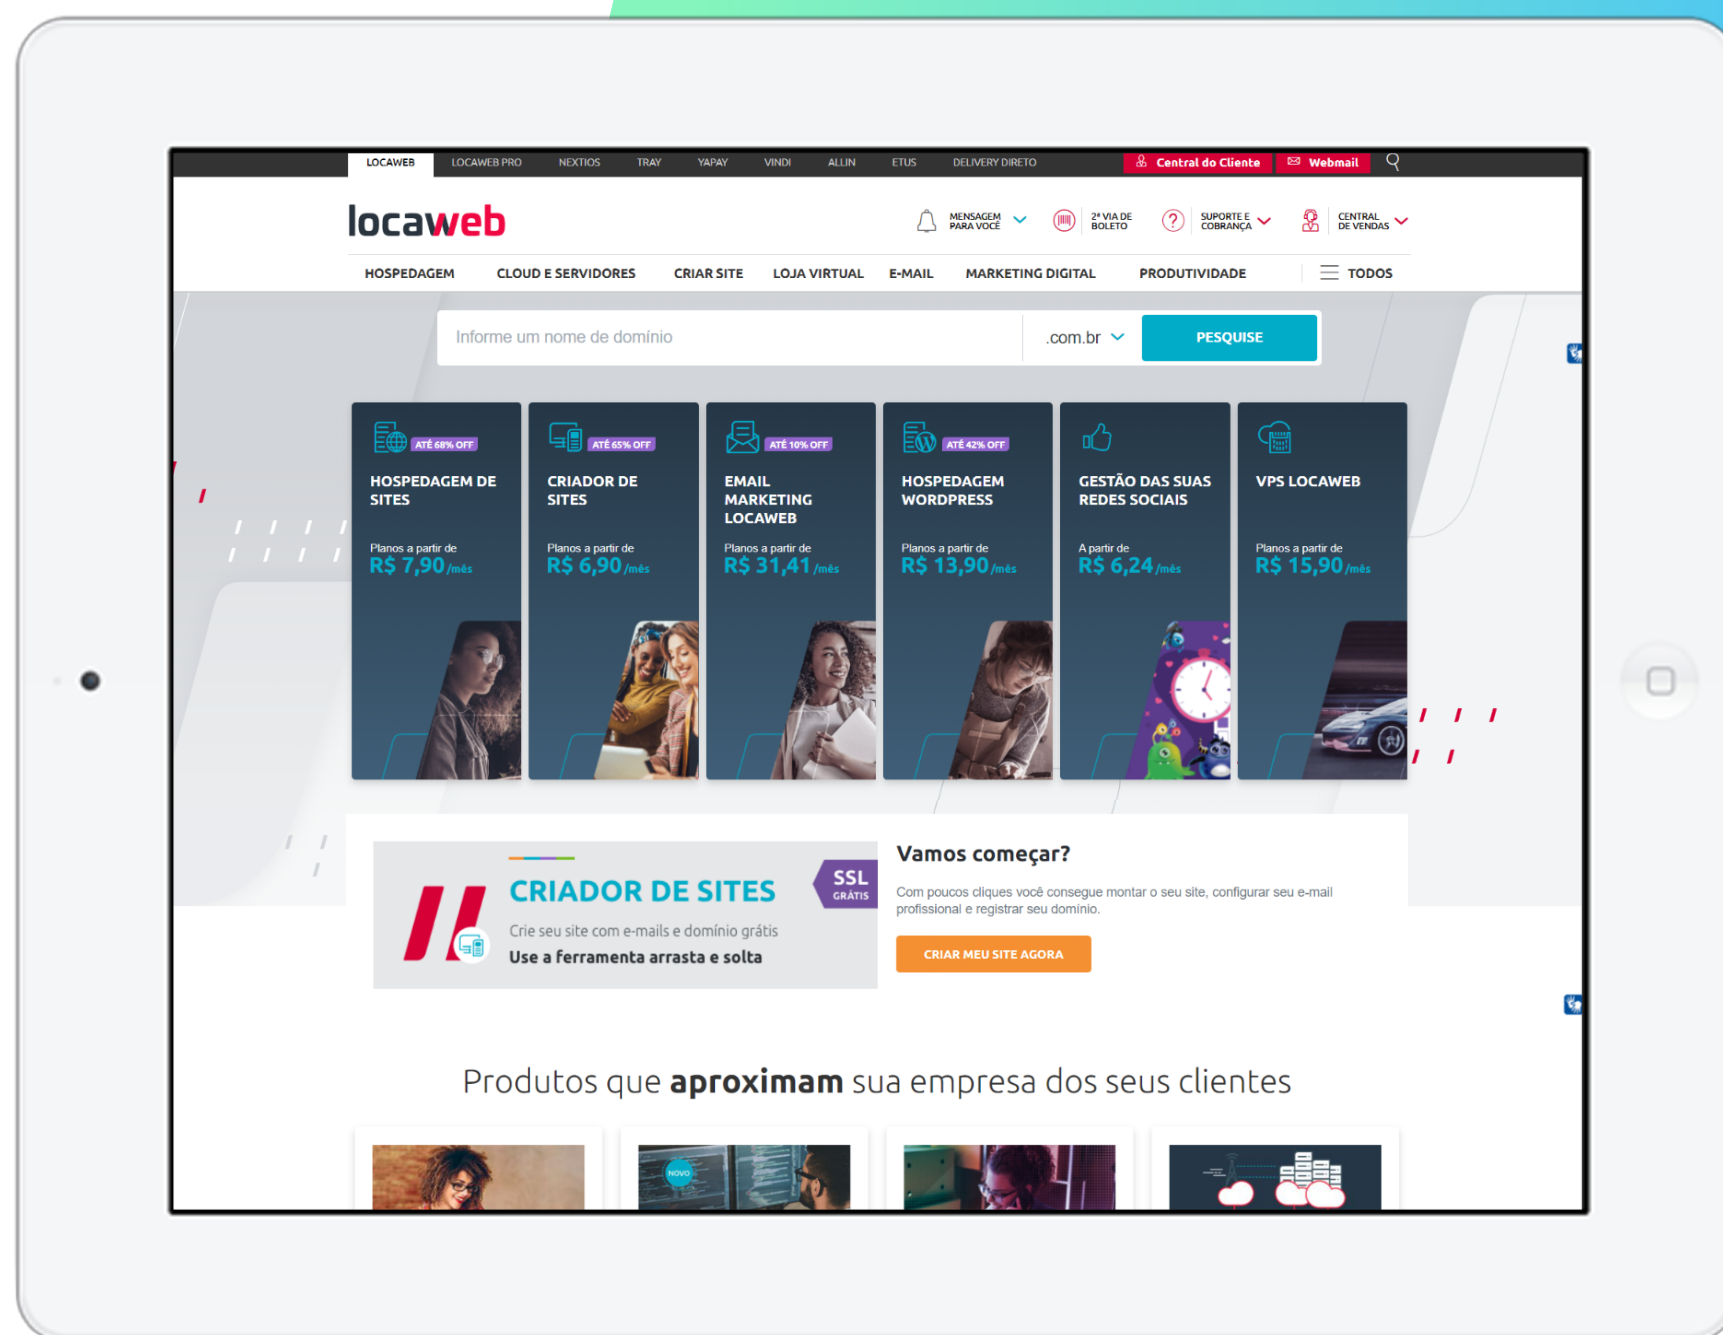 LOCAWEB LOCAWEB PRO NEXTIOS TRAY YAPAY VINDI ALLIN ETUS DELIVERY DIRETO Central do Cliente Webmail
locaweb
MENSAGEM
PARA VOCÊ
2ª VIA DE
BOLETO
?
SUPORTE E
COBRANÇA
CENTRAL
DE VENDAS
HOSPEDAGEM CLOUD E SERVIDORES CRIAR SITE LOJA VIRTUAL E-MAIL MARKETING DIGITAL PRODUTIVIDADE TODOS
Informe um nome de domínio .com.br PESQUISE
ATÉ 68% OFF
HOSPEDAGEM DE
SITES
Planos a partir de
R$ 7,90 /mês
ATÉ 65% OFF
CRIADOR DE
SITES
Planos a partir de
R$ 6,90 /mês
ATÉ 10% OFF
EMAIL
MARKETING
LOCAWEB
Planos a partir de
R$ 31,41 /mês
ATÉ 42% OFF
HOSPEDAGEM
WORDPRESS
Planos a partir de
R$ 13,90 /mês
GESTÃO DAS SUAS
REDES SOCIAIS
A partir de
R$ 6,24 /mês
VPS LOCAWEB
Planos a partir de
R$ 15,90 /mês
CRIADOR DE SITES
SSL
GRÁTIS
Crie seu site com e-mails e domínio grátis
Use a ferramenta arrasta e solta
Vamos começar?
Com poucos cliques você consegue montar o seu site, configurar seu e-mail
profissional e registrar seu domínio.
CRIAR MEU SITE AGORA
Produtos que aproximam sua empresa dos seus clientes
NOVO